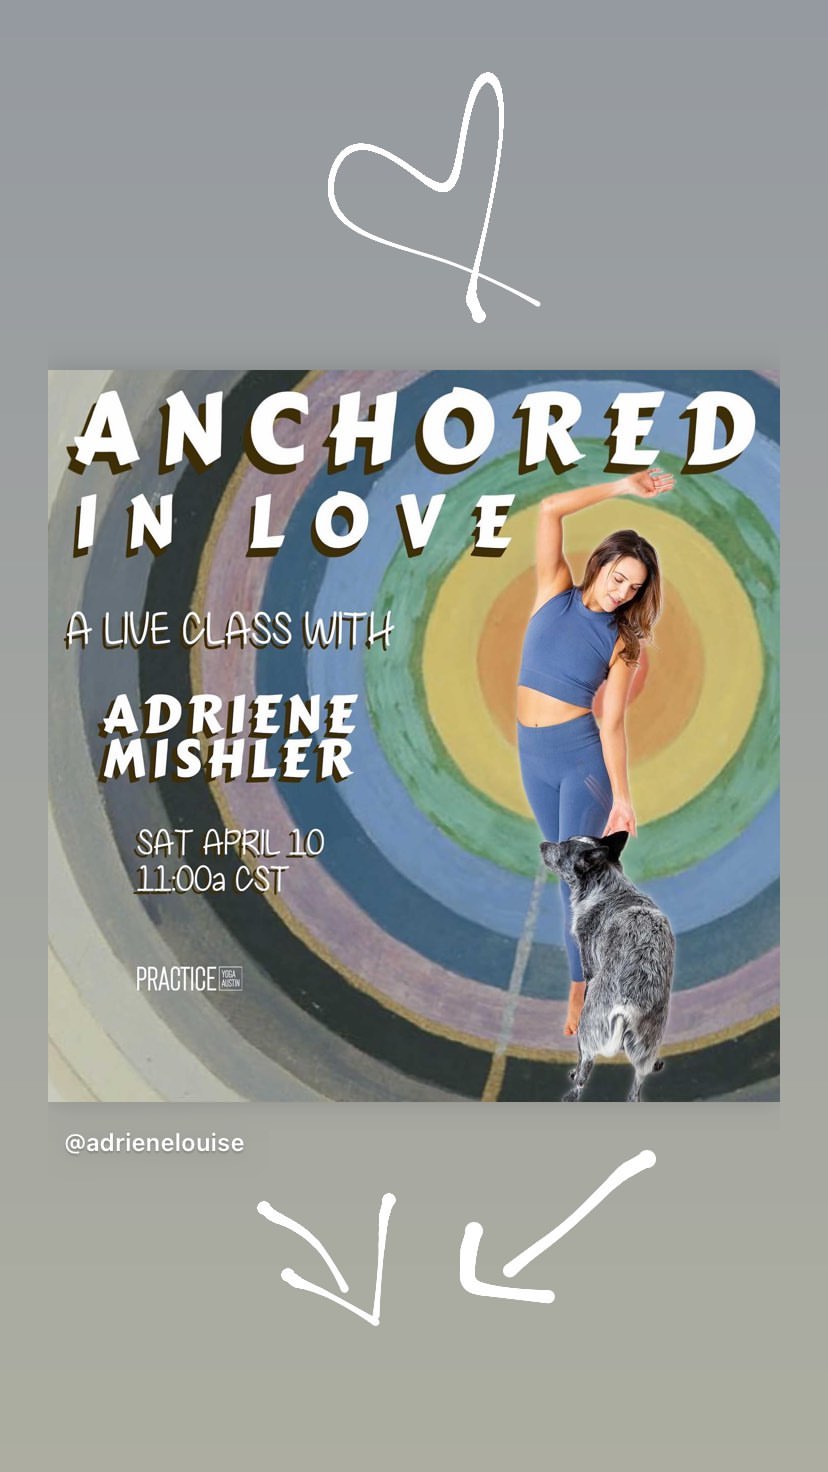 ANCHORED
IN LOVE
A LIVE CLASS WITH
ADRIENE
MISHLER
SAT APRIL 10
11:00a CST
PRACTICE YOGA AUSTIN
@adrienelouise